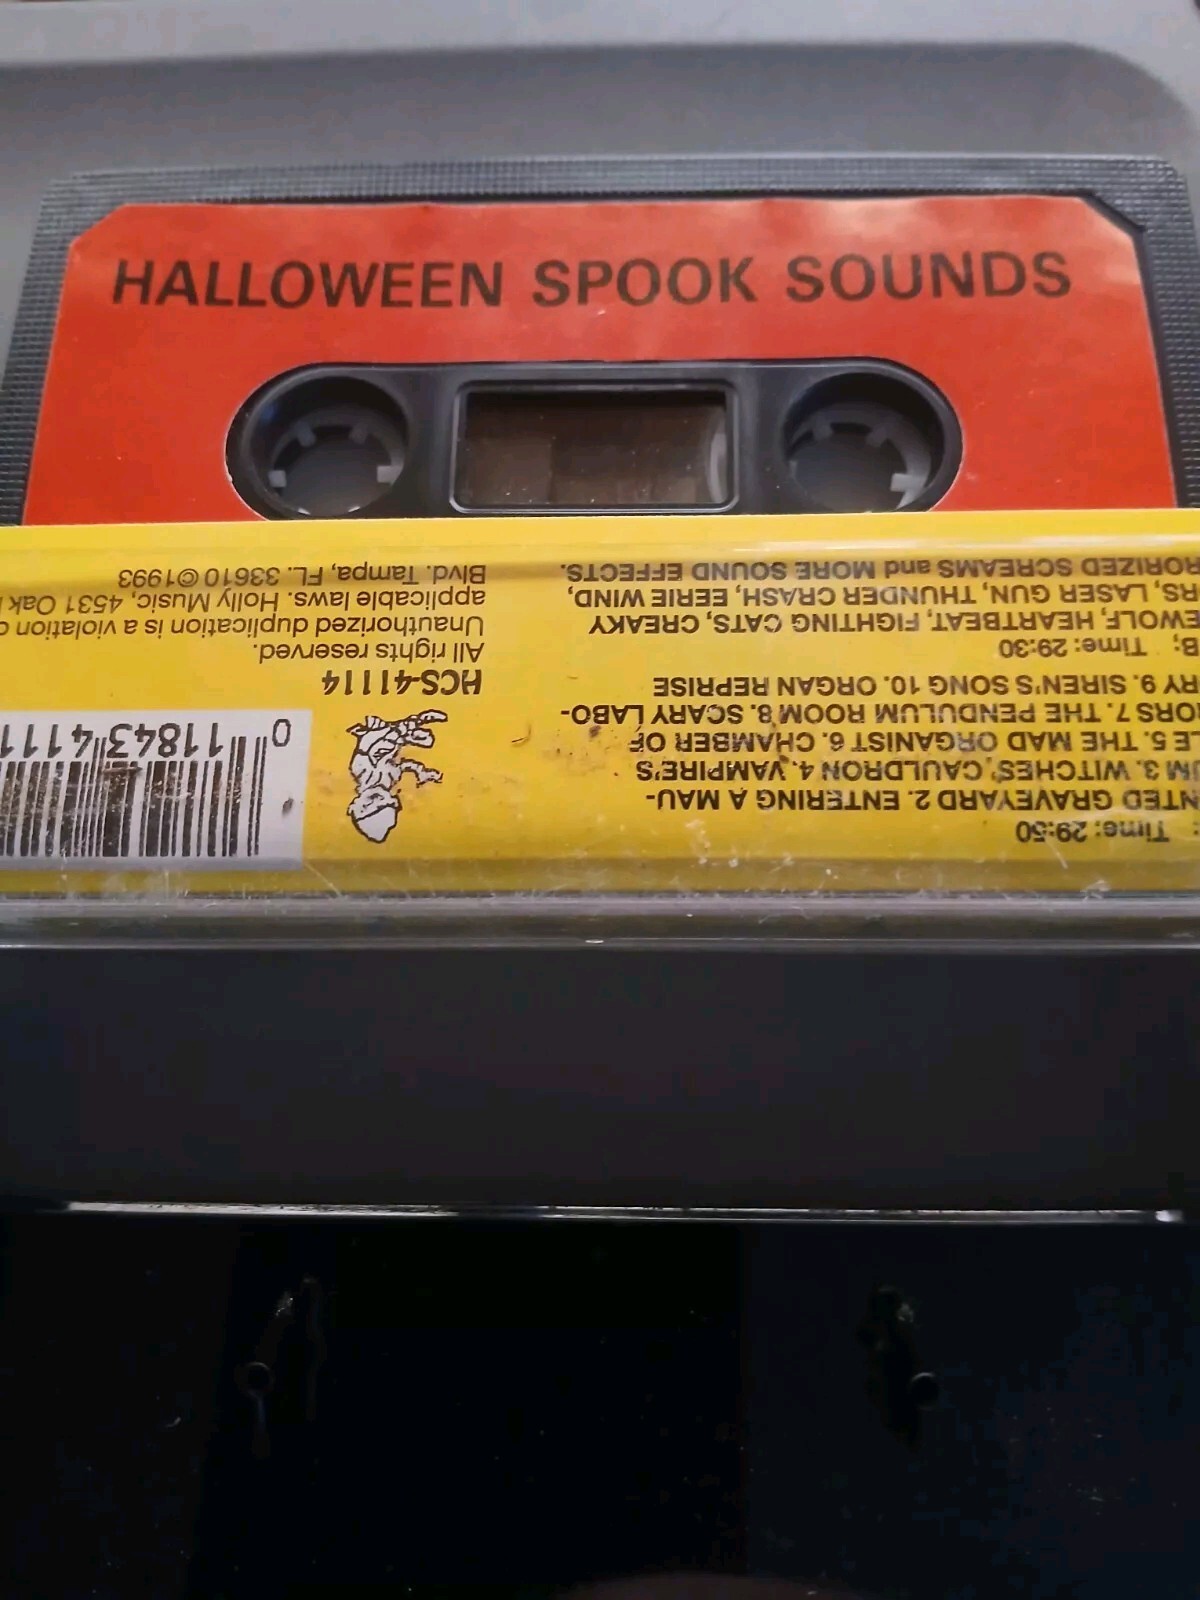 HALLOWEEN SPOOK SOUNDS
Time: 29:50
NTED GRAVEYARD 2. ENTERING A MAU-
UM 3. WITCHES' CAULDRON 4. VAMPIRE'S
LE 5. THE MAD ORGANIST 6. CHAMBER OF
ORS 7. THE PENDULUM ROOM 8. SCARY LABO-
RY 9. SIREN'S SONG 10. ORGAN REPRISE
B: Time: 29:30
EWOLF, HEARTBEAT, FIGHTING CATS, CREAKY
RS, LASER GUN, THUNDER CRASH, EERIE WIND,
ORIZED SCREAMS and MORE SOUND EFFECTS.
0 11843 4111
HCS-41114
All rights reserved.
Unauthorized duplication is a violation o
applicable laws. Holly Music, 4531 Oak
Blvd. Tampa, FL. 33610 ©1993